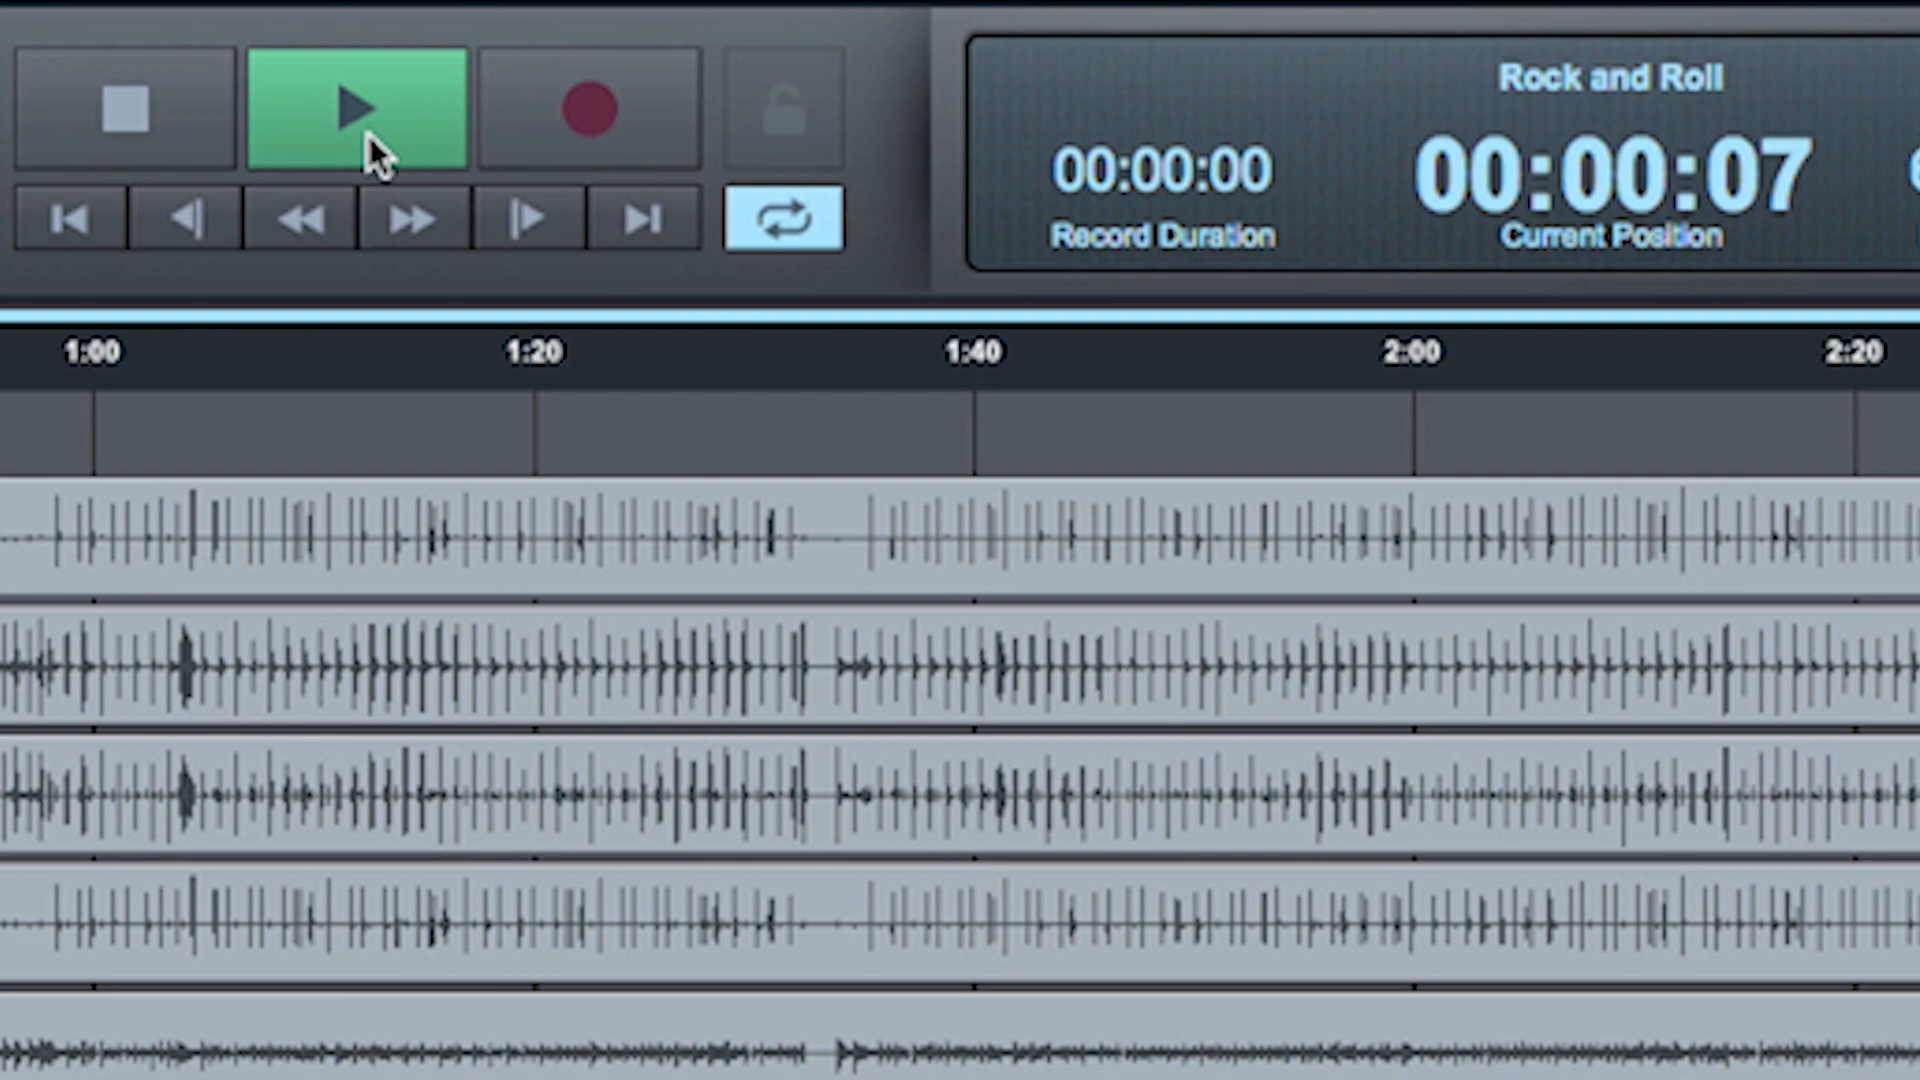 Rock and Roll
00:00:00
00:00:07
Record Duration
Current Position
1:00
1:20
1:40
2:00
2:20